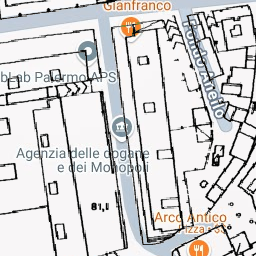 Gianfranco
bLab Palermo APS
Agenzia delle dogane
e dei Monopoli
81,1
Arco Antico